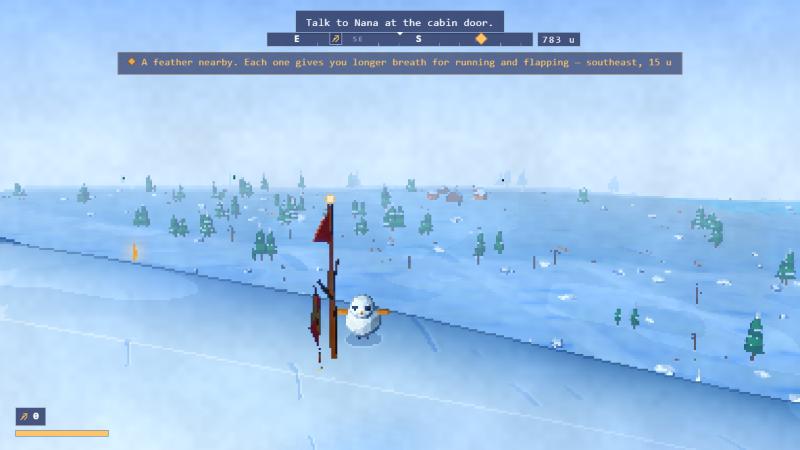 Talk to Nana at the cabin door.
E SE S 783 u
A feather nearby. Each one gives you longer breath for running and flapping — southeast, 15 u
0